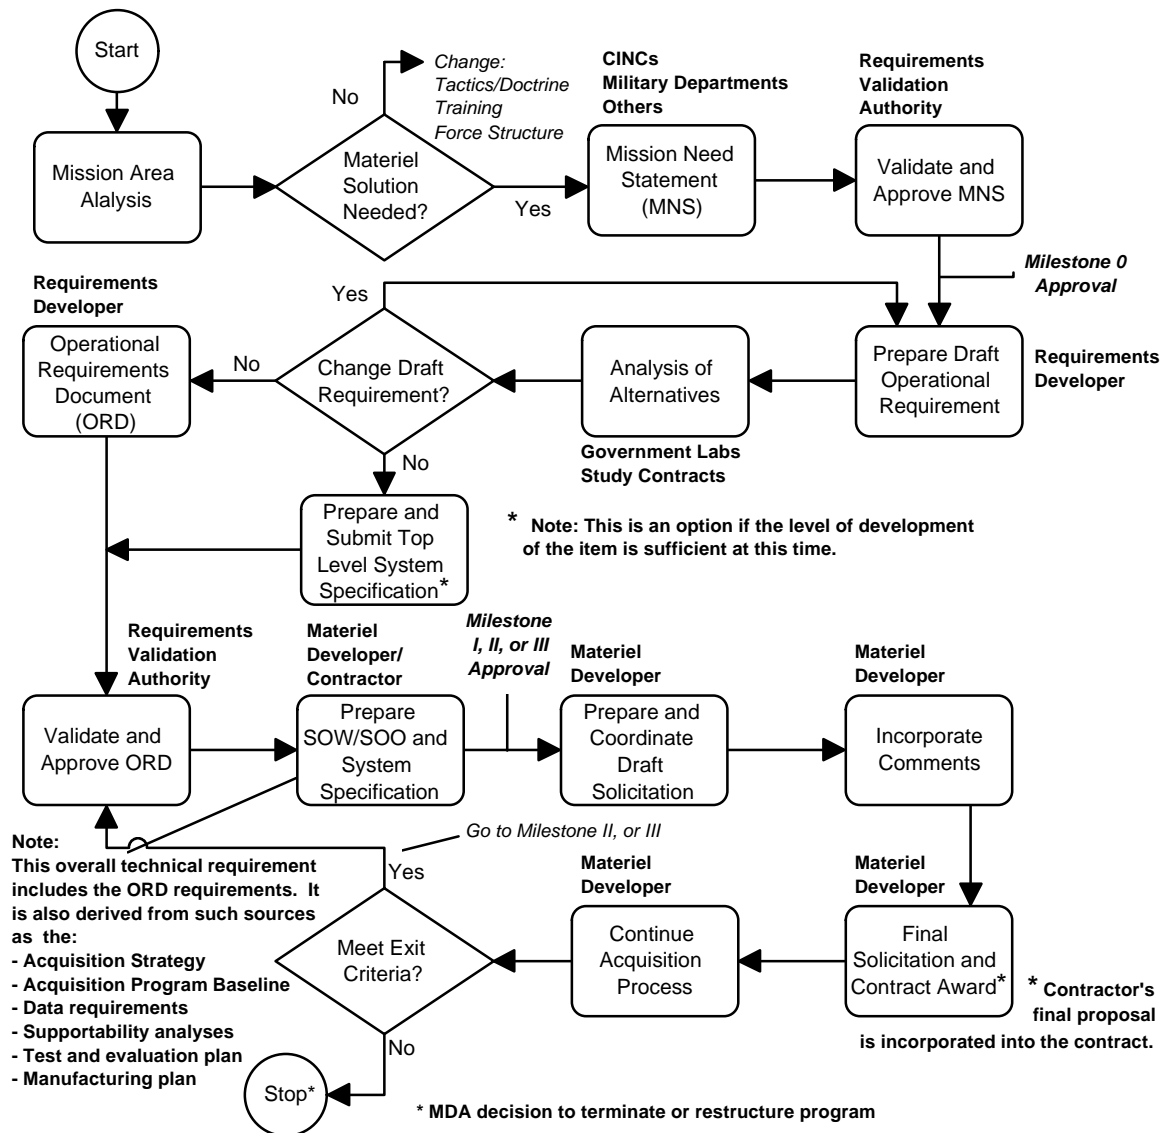 Start
No
Change:
Tactics/Doctrine
Training
Force Structure
CINCs
Military Departments
Others
Requirements
Validation
Authority
Mission Area
Alalysis
Materiel
Solution
Needed?
Yes
Mission Need
Statement
(MNS)
Validate and
Approve MNS
Milestone 0
Approval
Requirements
Developer
Operational
Requirements
Document
(ORD)
No
Yes
Change Draft
Requirement?
No
Analysis of
Alternatives
Government Labs
Study Contracts
Prepare Draft
Operational
Requirement
Requirements
Developer
Prepare and
Submit Top
Level System
Specification*
* Note: This is an option if the level of development
of the item is sufficient at this time.
Requirements
Validation
Authority
Materiel
Developer/
Contractor
Milestone
I, II, or III
Approval
Materiel
Developer
Materiel
Developer
Validate and
Approve ORD
Prepare
SOW/SOO and
System
Specification
Prepare and
Coordinate
Draft
Solicitation
Incorporate
Comments
Go to Milestone II, or III
Note:
This overall technical requirement
includes the ORD requirements. It
is also derived from such sources
as the:
- Acquisition Strategy
- Acquisition Program Baseline
- Data requirements
- Supportability analyses
- Test and evaluation plan
- Manufacturing plan
Yes
Meet Exit
Criteria?
No
Materiel
Developer
Continue
Acquisition
Process
Materiel
Developer
Final
Solicitation and
Contract Award*
* Contractor's
final proposal
is incorporated into the contract.
Stop*
* MDA decision to terminate or restructure program